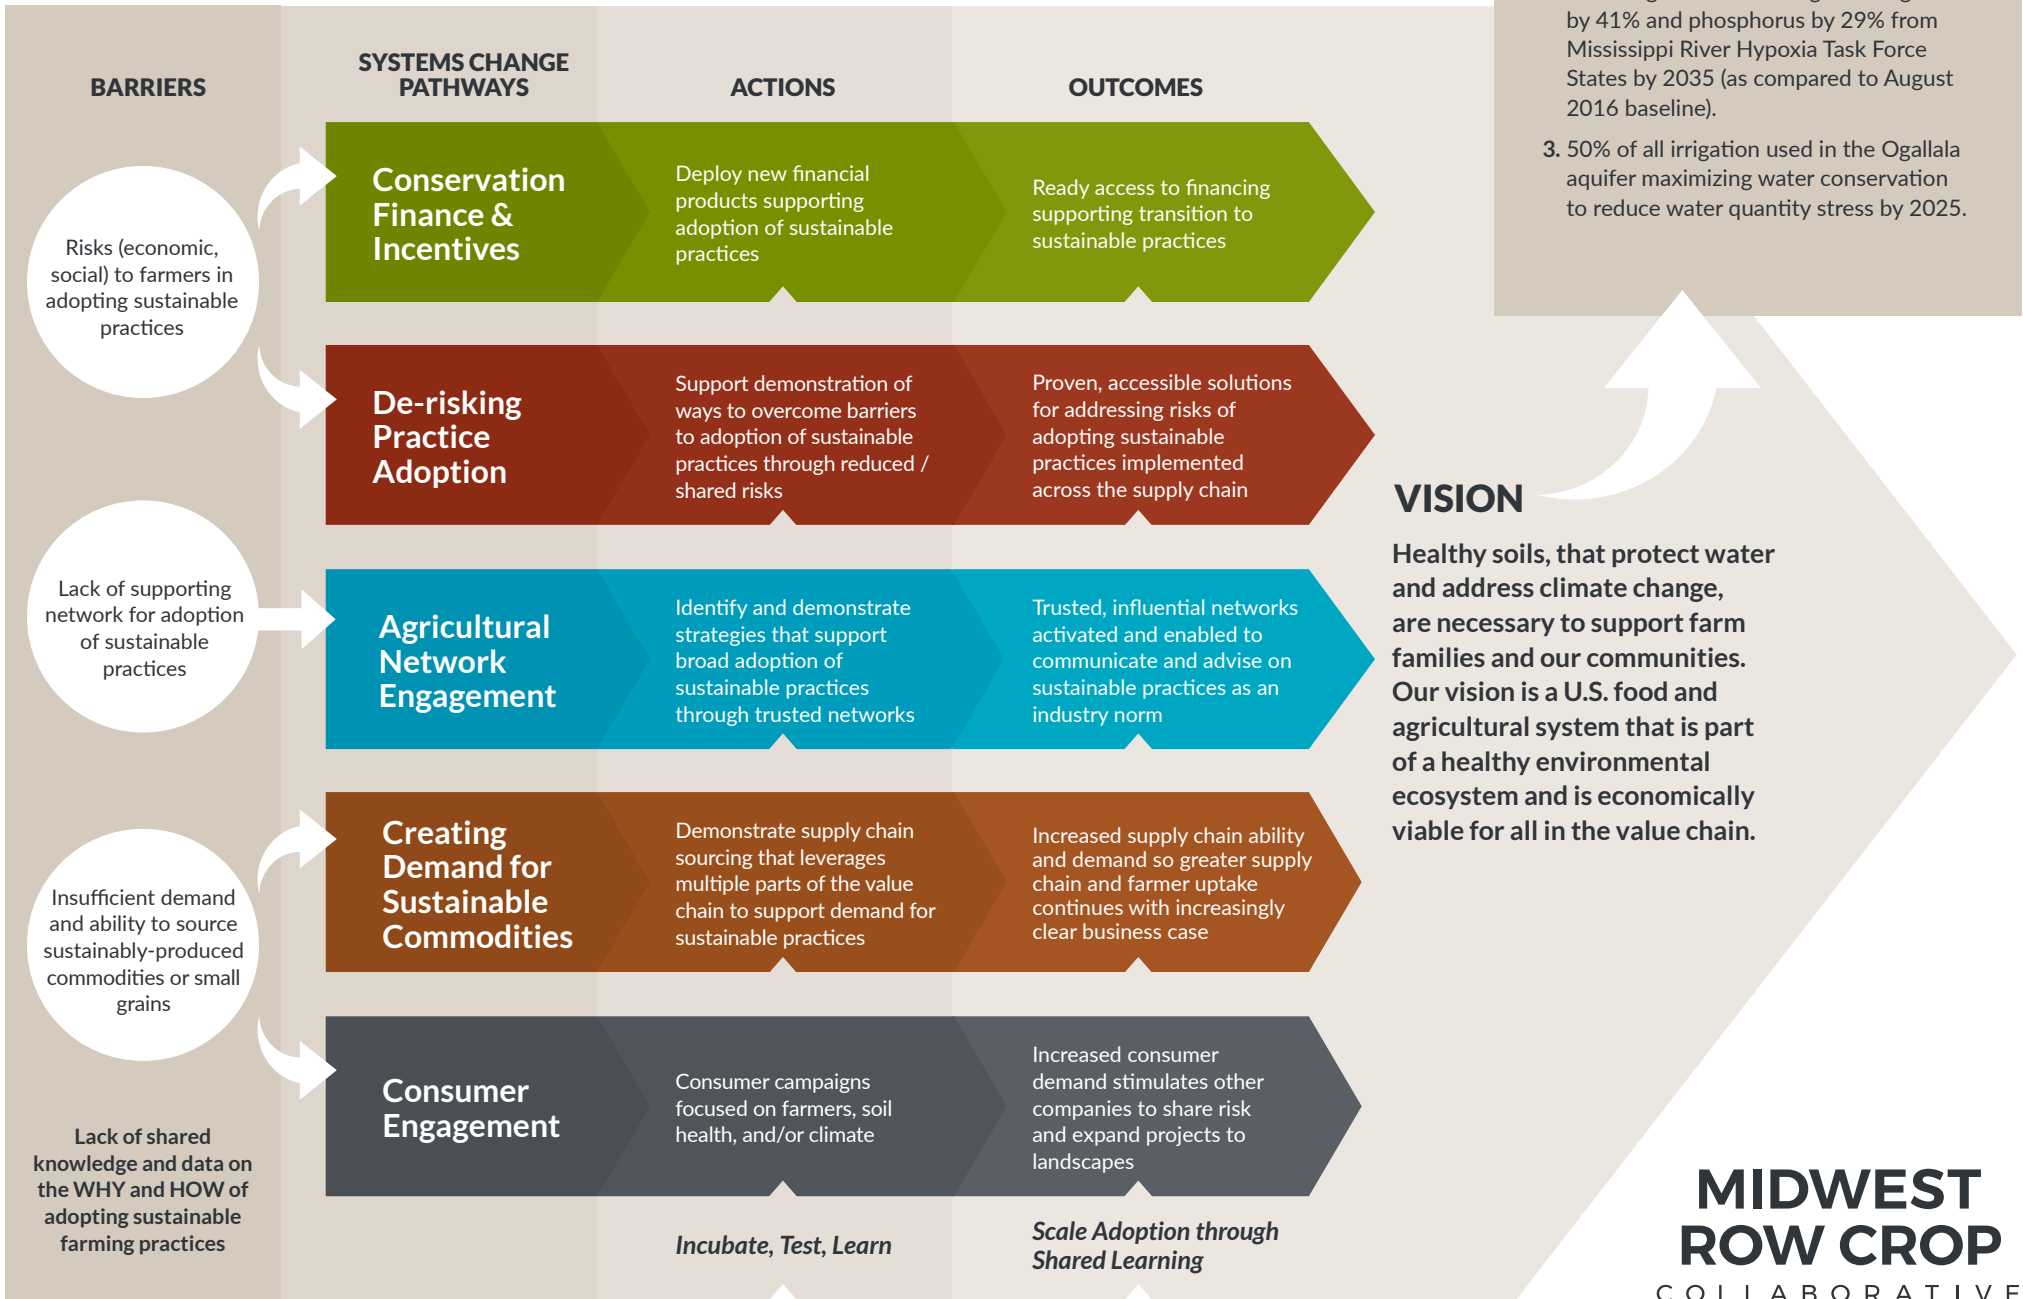 BARRIERS
SYSTEMS CHANGE
PATHWAYS
ACTIONS
OUTCOMES
by 41% and phosphorus by 29% from
Mississippi River Hypoxia Task Force
States by 2035 (as compared to August
2016 baseline).
3. 50% of all irrigation used in the Ogallala
aquifer maximizing water conservation
to reduce water quantity stress by 2025.
Risks (economic,
social) to farmers in
adopting sustainable
practices
Conservation
Finance &
Incentives
Deploy new financial
products supporting
adoption of sustainable
practices
Ready access to financing
supporting transition to
sustainable practices
De-risking
Practice
Adoption
Support demonstration of
ways to overcome barriers
to adoption of sustainable
practices through reduced /
shared risks
Proven, accessible solutions
for addressing risks of
adopting sustainable
practices implemented
across the supply chain
Lack of supporting
network for adoption
of sustainable
practices
Agricultural
Network
Engagement
Identify and demonstrate
strategies that support
broad adoption of
sustainable practices
through trusted networks
Trusted, influential networks
activated and enabled to
communicate and advise on
sustainable practices as an
industry norm
Insufficient demand
and ability to source
sustainably-produced
commodities or small
grains
Creating
Demand for
Sustainable
Commodities
Demonstrate supply chain
sourcing that leverages
multiple parts of the value
chain to support demand for
sustainable practices
Increased supply chain ability
and demand so greater supply
chain and farmer uptake
continues with increasingly
clear business case
Consumer
Engagement
Consumer campaigns
focused on farmers, soil
health, and/or climate
Increased consumer
demand stimulates other
companies to share risk
and expand projects to
landscapes
Lack of shared
knowledge and data on
the WHY and HOW of
adopting sustainable
farming practices
Incubate, Test, Learn
Scale Adoption through
Shared Learning
VISION
Healthy soils, that protect water
and address climate change,
are necessary to support farm
families and our communities.
Our vision is a U.S. food and
agricultural system that is part
of a healthy environmental
ecosystem and is economically
viable for all in the value chain.
MIDWEST
ROW CROP
COLLABORATIVE